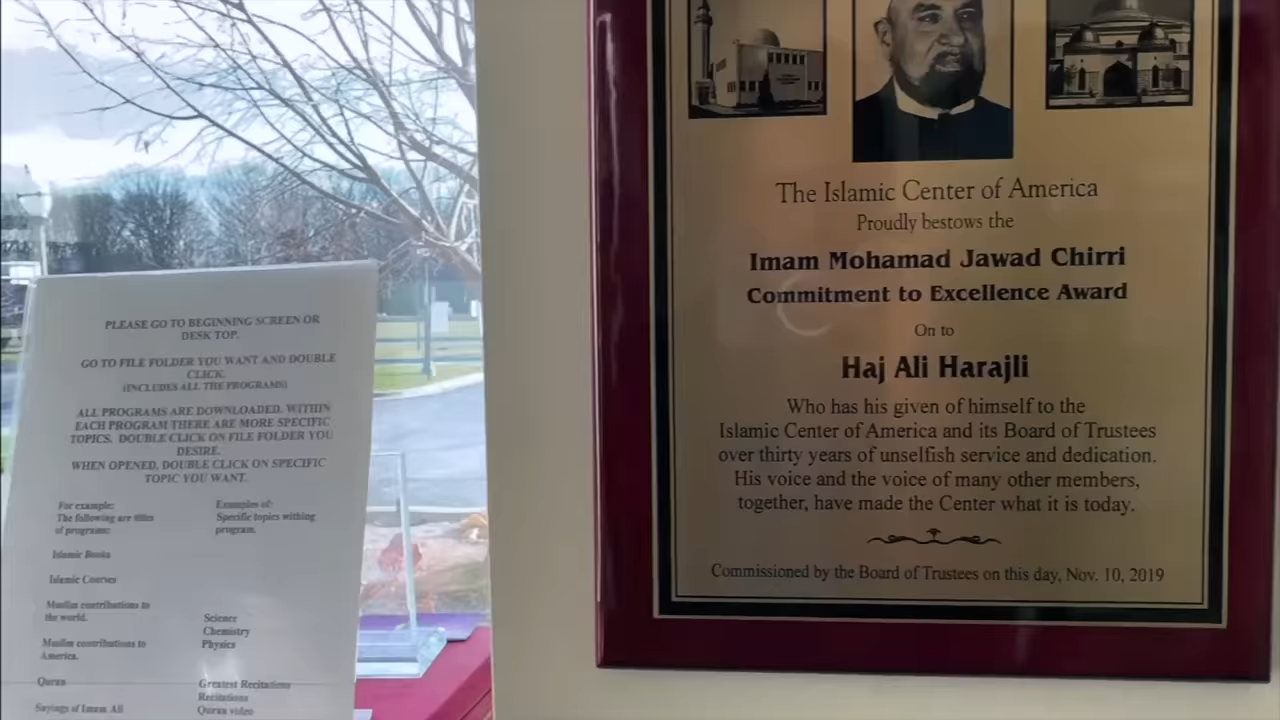 PLEASE GO TO BEGINNING SCREEN OR
DESK TOP.
GO TO FILE FOLDER YOU WANT AND DOUBLE
CLICK.
(INCLUDES ALL THE PROGRAMS)
ALL PROGRAMS ARE DOWNLOADED. WITHIN
EACH PROGRAM THERE ARE MORE SPECIFIC
TOPICS. DOUBLE CLICK ON FILE FOLDER YOU
DESIRE.
WHEN OPENED, DOUBLE CLICK ON SPECIFIC
TOPIC YOU WANT.
For example:
The following are titles
of programs:
Examples of:
Specific topics withing
program.
Islamic Books
Islamic Courses
Muslim contributions to
the world.
Science
Chemistry
Physics
Muslim contributions to
America.
Quran
Greatest Recitations
Recitations
Quran video
Sayings of Imam Ali
The Islamic Center of America
Proudly bestows the
Imam Mohamad Jawad Chirri
Commitment to Excellence Award
On to
Haj Ali Harajli
Who has his given of himself to the
Islamic Center of America and its Board of Trustees
over thirty years of unselfish service and dedication.
His voice and the voice of many other members,
together, have made the Center what it is today.
Commissioned by the Board of Trustees on this day, Nov. 10, 2019